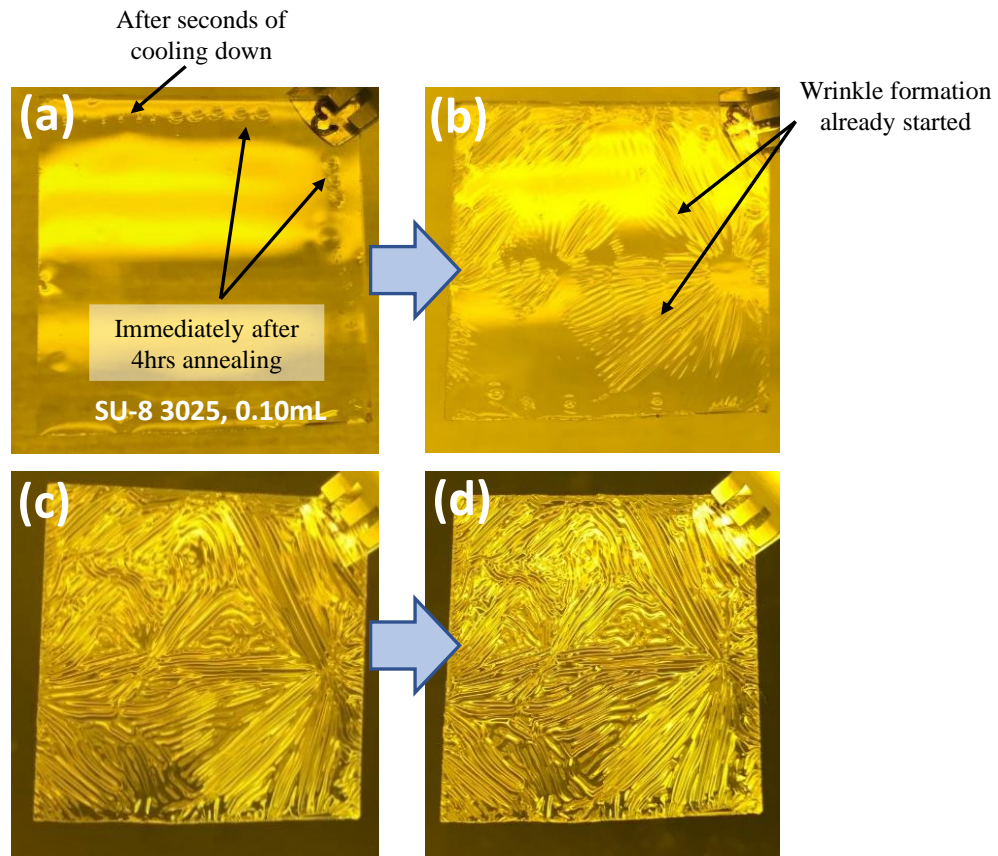 After seconds of
cooling down
Wrinkle formation
already started
(a)
(b)
Immediately after
4hrs annealing
SU-8 3025, 0.10mL
(c)
(d)